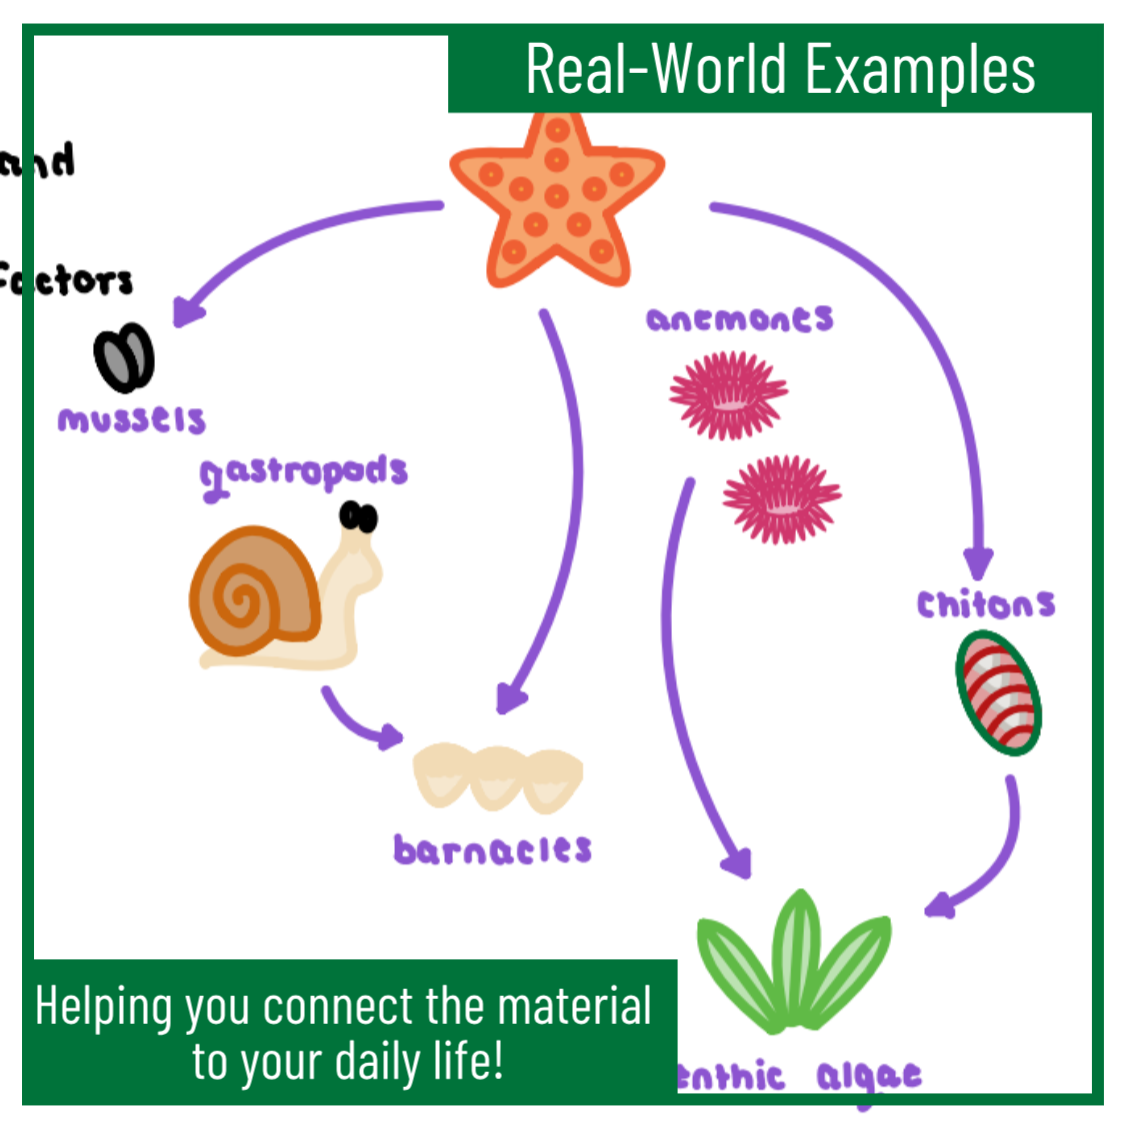 Real-World Examples
and
Factors
anemones
mussels
gastropods
chitons
barnacles
Helping you connect the material
to your daily life!
enthic algae